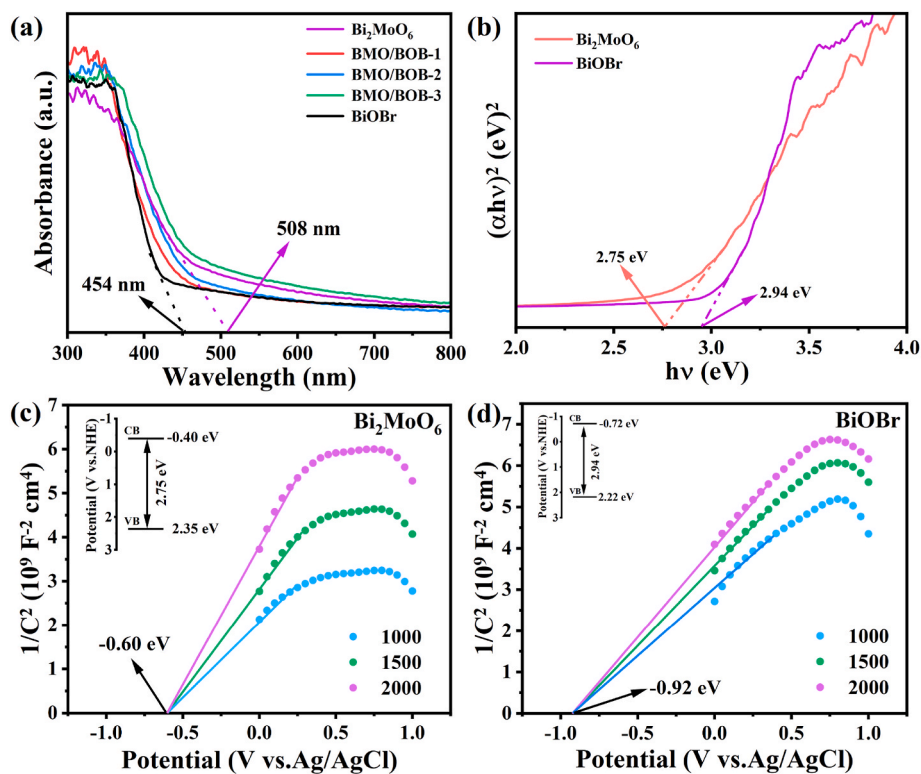 (a)
Bi₂MoO₆
BMO/BOB-1
BMO/BOB-2
BMO/BOB-3
BiOBr
508 nm
454 nm
Absorbance (a.u.)
300 400 500 600 700 800
Wavelength (nm)
(b)
Bi₂MoO₆
BiOBr
2.75 eV
2.94 eV
(αhν)² (eV)²
2.0 2.5 3.0 3.5 4.0
hν (eV)
(c)
Bi₂MoO₆
-1
0
1
2
3
Potential (V vs.NHE)
CB
-0.40 eV
2.75 eV
VB
2.35 eV
7
6
5
4
3
2
1
0
1/C² (10⁹ F⁻² cm⁴)
-0.60 eV
1000
1500
2000
-1.0 -0.5 0.0 0.5 1.0
Potential (V vs.Ag/AgCl)
(d)
BiOBr
-1
0
1
2
3
Potential (V vs.NHE)
CB
-0.72 eV
2.94 eV
VB
2.22 eV
7
6
5
4
3
2
1
0
1/C² (10⁹ F⁻² cm⁴)
-0.92 eV
1000
1500
2000
-1.0 -0.5 0.0 0.5 1.0
Potential (V vs.Ag/AgCl)